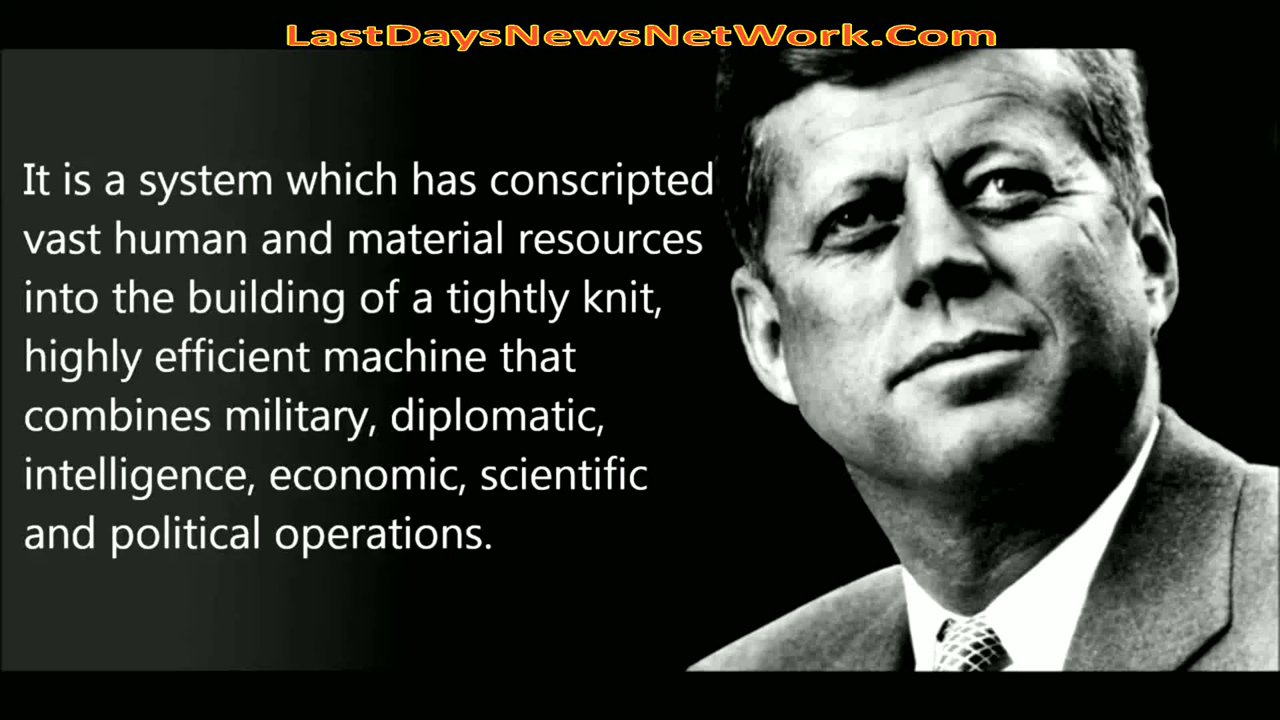 LastDaysNewsNetWork.Com
It is a system which has conscripted
vast human and material resources
into the building of a tightly knit,
highly efficient machine that
combines military, diplomatic,
intelligence, economic, scientific
and political operations.